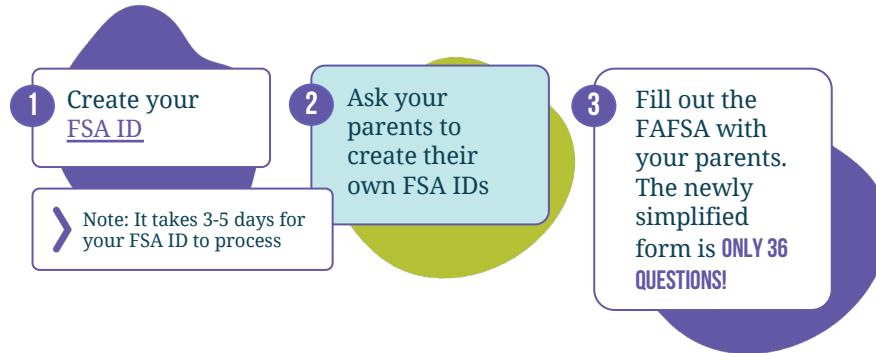 1
Create your
FSA ID
Note: It takes 3-5 days for
your FSA ID to process
2
Ask your
parents to
create their
own FSA IDs
3
Fill out the
FAFSA with
your parents.
The newly
simplified
form is ONLY 36
QUESTIONS!